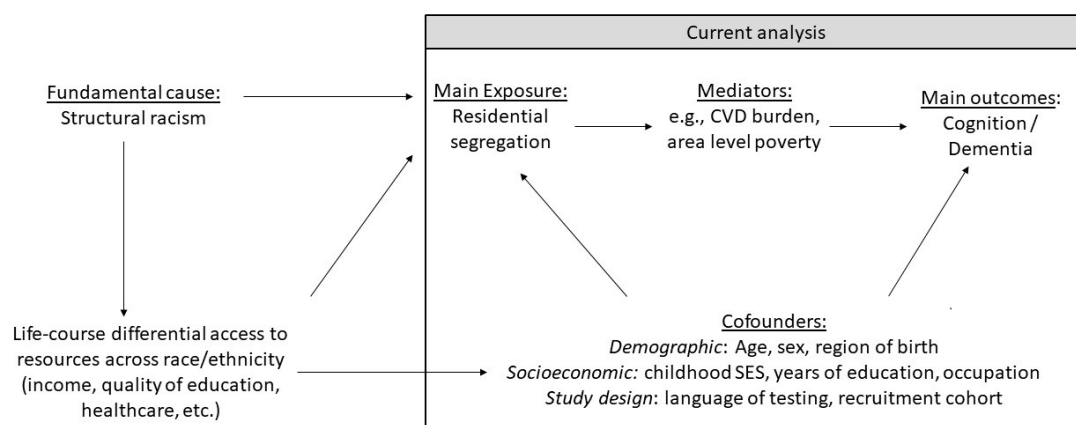 Current analysis
Fundamental cause:
Structural racism
Main Exposure:
Residential
segregation
Mediators:
e.g., CVD burden,
area level poverty
Main outcomes:
Cognition /
Dementia
Life-course differential access to
resources across race/ethnicity
(income, quality of education,
healthcare, etc.)
Cofounders:
Demographic: Age, sex, region of birth
Socioeconomic: childhood SES, years of education, occupation
Study design: language of testing, recruitment cohort